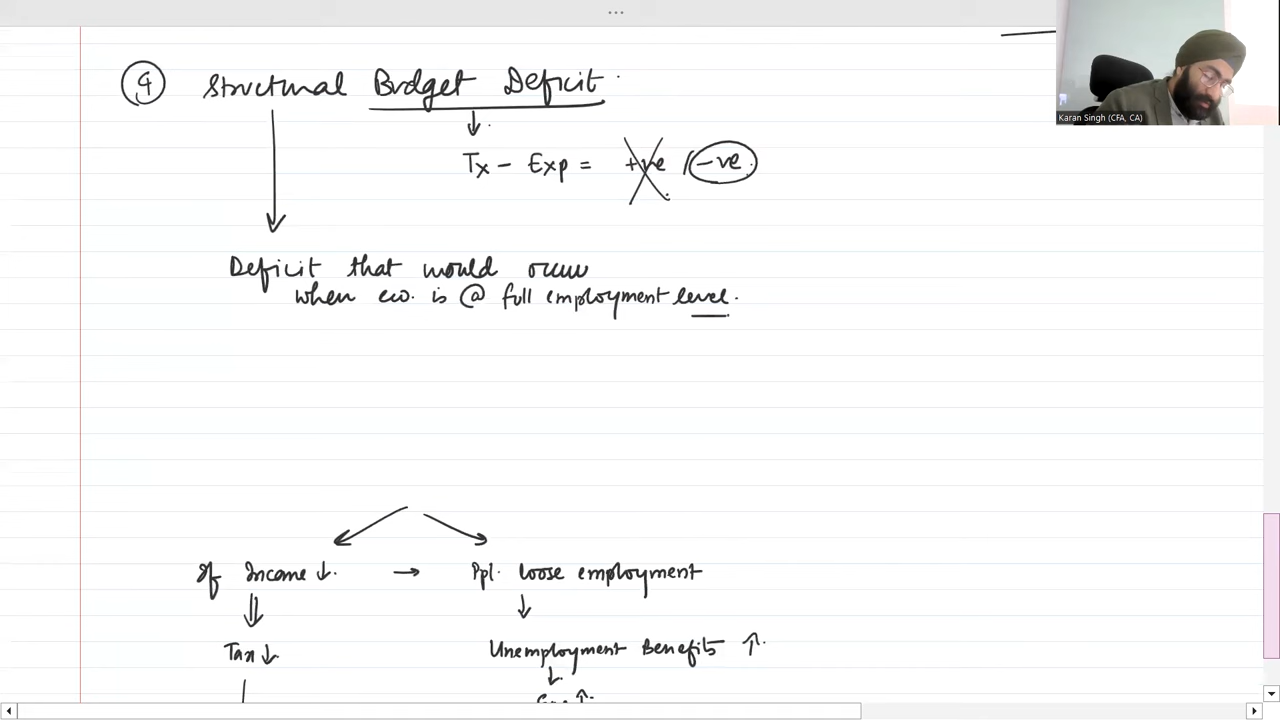 ④ Structural Budget Deficit
↓
Tx - Exp = +ve / -ve
Deficit that would occur
when eco. is @ full employment level.
If Income ↓. → Ppl. loose employment
Tax ↓
Unemployment Benefits ↑
Karan Singh (CFA, CA)